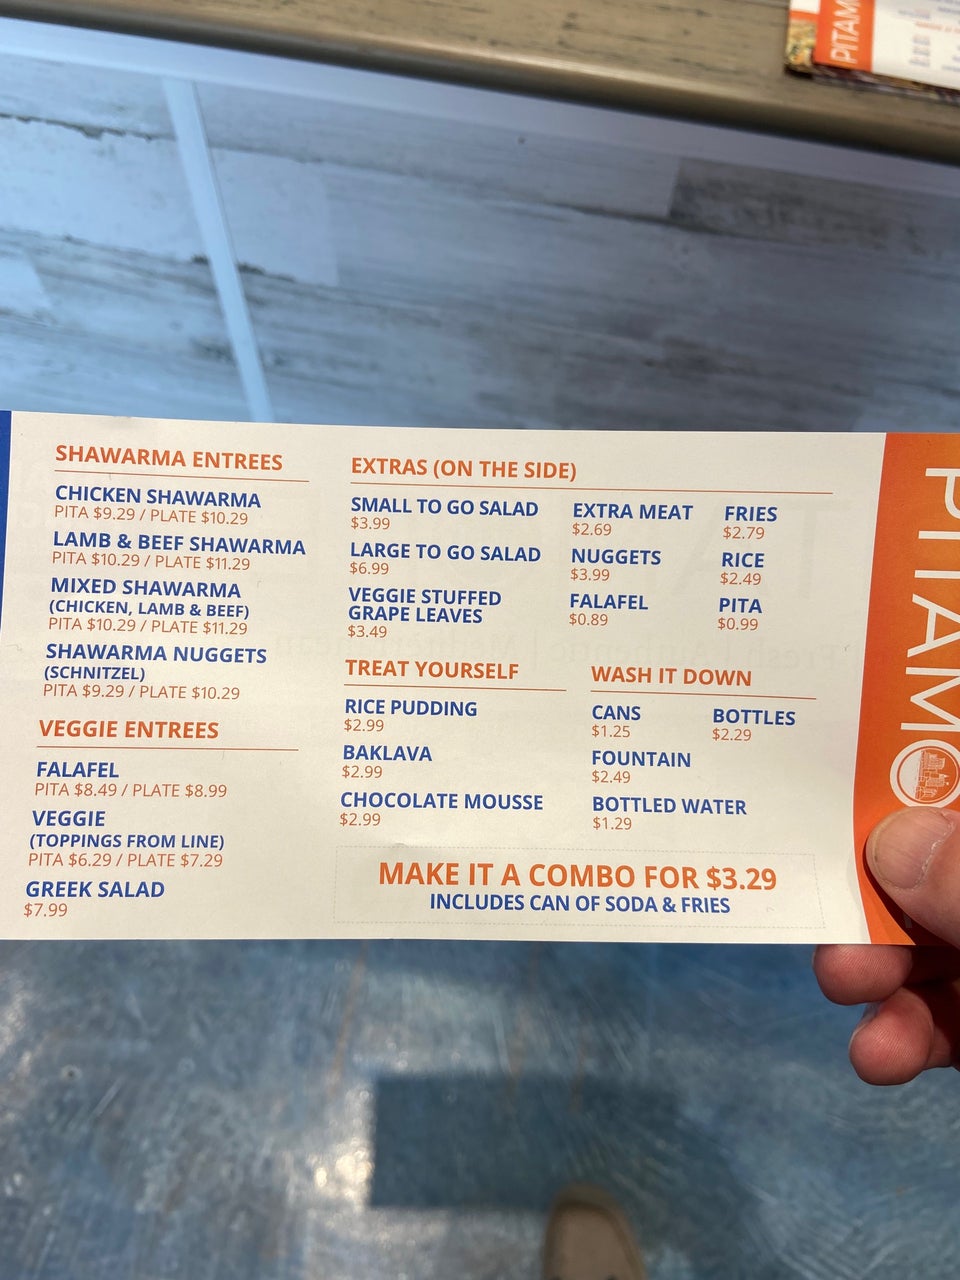 PITAM
SHAWARMA ENTREES
CHICKEN SHAWARMA
PITA $9.29 / PLATE $10.29
LAMB & BEEF SHAWARMA
PITA $10.29 / PLATE $11.29
MIXED SHAWARMA
(CHICKEN, LAMB & BEEF)
PITA $10.29 / PLATE $11.29
SHAWARMA NUGGETS
(SCHNITZEL)
PITA $9.29 / PLATE $10.29
VEGGIE ENTREES
FALAFEL
PITA $8.49 / PLATE $8.99
VEGGIE
(TOPPINGS FROM LINE)
PITA $6.29 / PLATE $7.29
GREEK SALAD
$7.99
EXTRAS (ON THE SIDE)
SMALL TO GO SALAD
$3.99
LARGE TO GO SALAD
$6.99
VEGGIE STUFFED
GRAPE LEAVES
$3.49
EXTRA MEAT
$2.69
NUGGETS
$3.99
FALAFEL
$0.89
FRIES
$2.79
RICE
$2.49
PITA
$0.99
TREAT YOURSELF
RICE PUDDING
$2.99
BAKLAVA
$2.99
CHOCOLATE MOUSSE
$2.99
WASH IT DOWN
CANS
$1.25
BOTTLES
$2.29
FOUNTAIN
$2.49
BOTTLED WATER
$1.29
MAKE IT A COMBO FOR $3.29
INCLUDES CAN OF SODA & FRIES
PITAMO